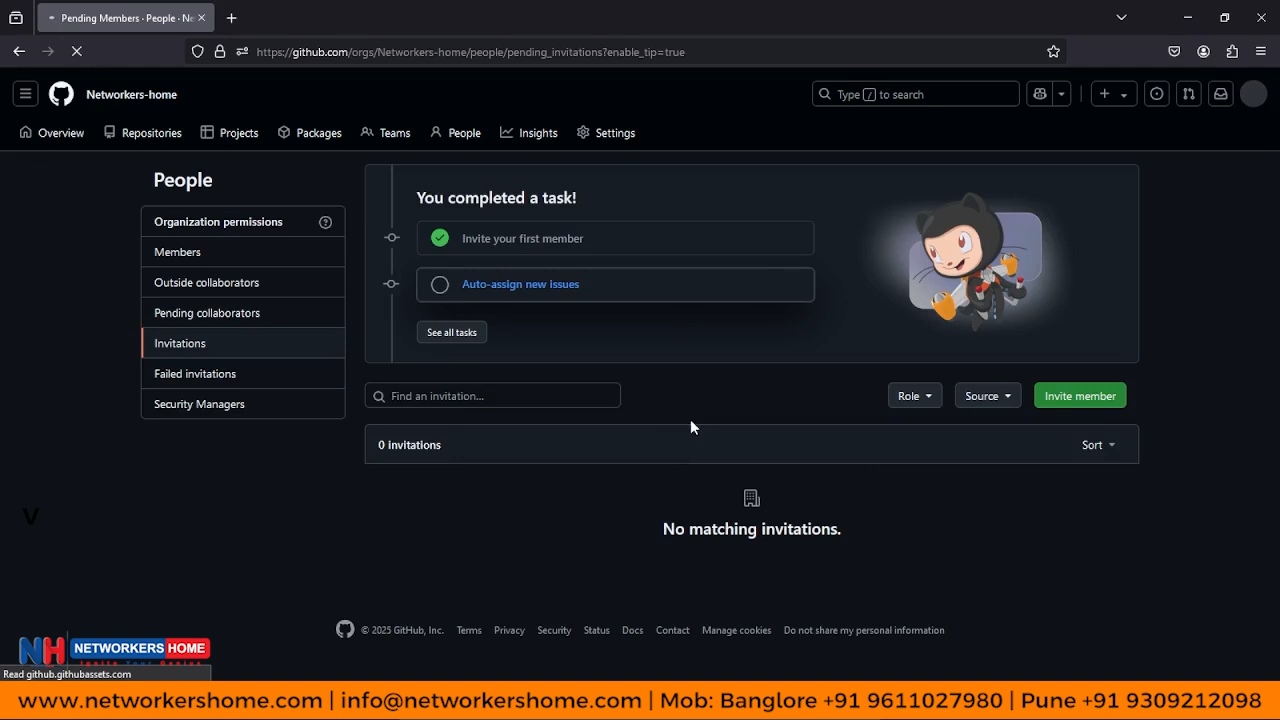 Pending Members · People · Ne
https://github.com/orgs/Networkers-home/people/pending_invitations?enable_tip=true
Networkers-home
Type / to search
Overview
Repositories
Projects
Packages
Teams
People
Insights
Settings
People
Organization permissions
Members
Outside collaborators
Pending collaborators
Invitations
Failed invitations
Security Managers
You completed a task!
Invite your first member
Auto-assign new issues
See all tasks
Find an invitation...
Role
Source
Invite member
0 invitations
Sort
No matching invitations.
V
© 2025 GitHub, Inc.
Terms
Privacy
Security
Status
Docs
Contact
Manage cookies
Do not share my personal information
NH NETWORKERS HOME
Read github.githubassets.com
www.networkershome.com | info@networkershome.com | Mob: Banglore +91 9611027980 | Pune +91 9309212098